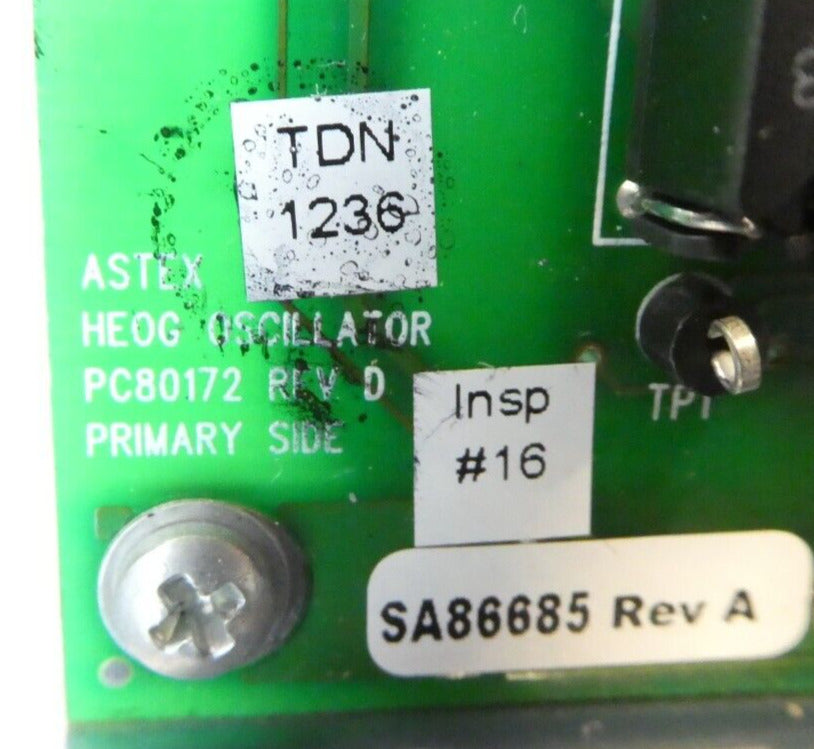 TDN
1236
ASTEX
HEOG OSCILLATOR
PC80172 REV D
PRIMARY SIDE
TP1
Insp
#16
SA86685 Rev A